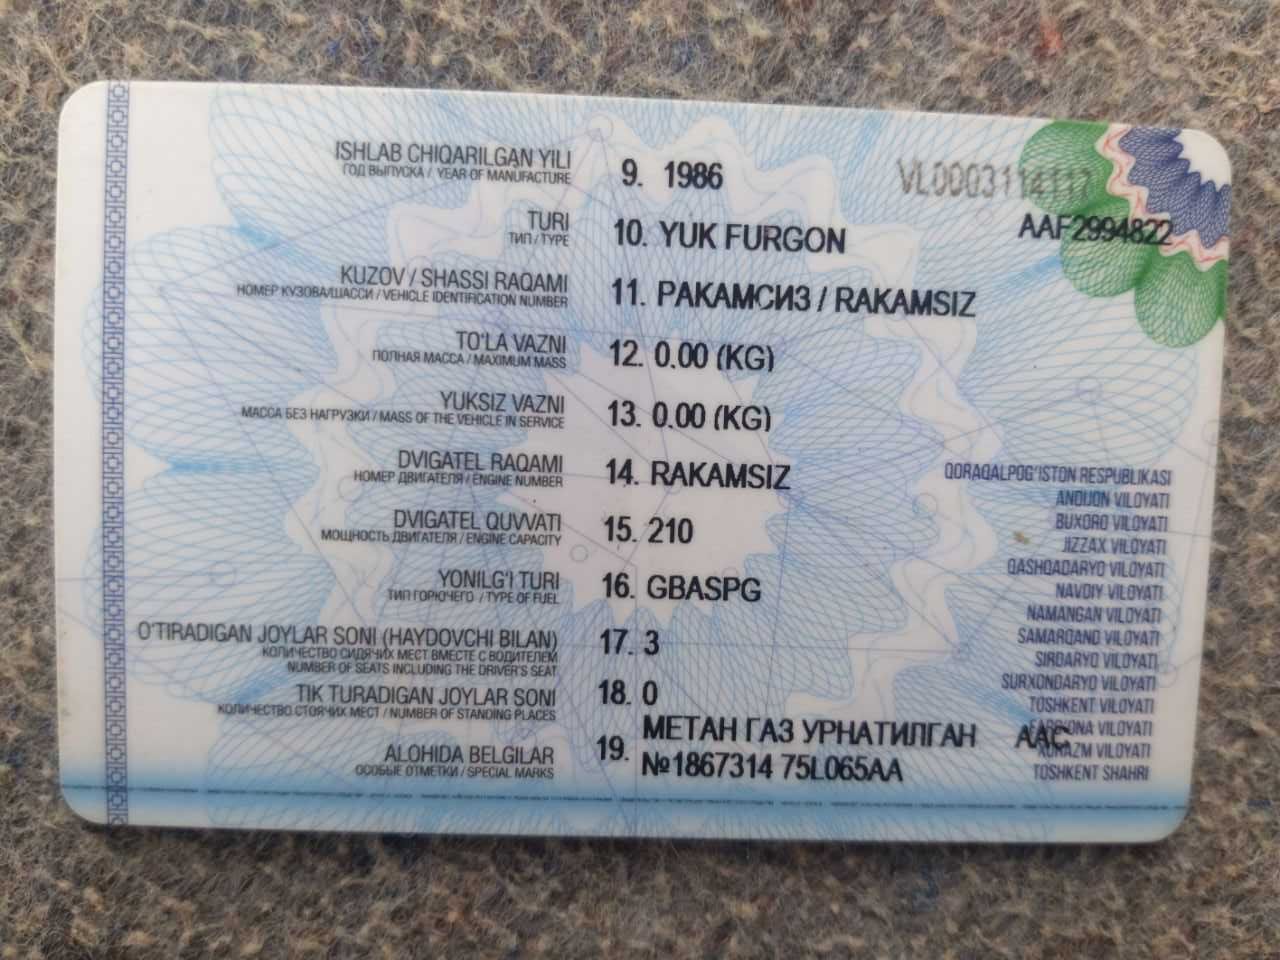 ISHLAB CHIQARILGAN YILI
ГОД ВЫПУСКА / YEAR OF MANUFACTURE
9. 1986
VL0003114117
AAF2994822
TURI
ТИП / TYPE
10. YUK FURGON
KUZOV / SHASSI RAQAMI
НОМЕР КУЗОВА/ШАССИ / VEHICLE IDENTIFICATION NUMBER
11. РАКАМСИЗ / RAKAMSIZ
TO'LA VAZNI
ПОЛНАЯ МАССА / MAXIMUM MASS
12. 0.00 (KG)
YUKSIZ VAZNI
МАССА БЕЗ НАГРУЗКИ / MASS OF THE VEHICLE IN SERVICE
13. 0.00 (KG)
DVIGATEL RAQAMI
НОМЕР ДВИГАТЕЛЯ / ENGINE NUMBER
14. RAKAMSIZ
DVIGATEL QUVVATI
МОЩНОСТЬ ДВИГАТЕЛЯ / ENGINE CAPACITY
15. 210
YONILG'I TURI
ТИП ГОРЮЧЕГО / TYPE OF FUEL
16. GBASPG
O'TIRADIGAN JOYLAR SONI (HAYDOVCHI BILAN)
КОЛИЧЕСТВО СИДЯЧИХ МЕСТ ВМЕСТЕ С ВОДИТЕЛЕМ
NUMBER OF SEATS INCLUDING THE DRIVER'S SEAT
17. 3
TIK TURADIGAN JOYLAR SONI
КОЛИЧЕСТВО СТОЯЧИХ МЕСТ / NUMBER OF STANDING PLACES
18. 0
ALOHIDA BELGILAR
ОСОБЫЕ ОТМЕТКИ / SPECIAL MARKS
19. МЕТАН ГАЗ УРНАТИЛГАН AAC
№1867314 75L065AA
QORAQALPOG'ISTON RESPUBLIKASI
ANDIJON VILOYATI
BUXORO VILOYATI
JIZZAX VILOYATI
QASHQADARYO VILOYATI
NAVOIY VILOYATI
NAMANGAN VILOYATI
SAMARQAND VILOYATI
SIRDARYO VILOYATI
SURXONDARYO VILOYATI
TOSHKENT VILOYATI
FARG'ONA VILOYATI
XORAZM VILOYATI
TOSHKENT SHAHRI